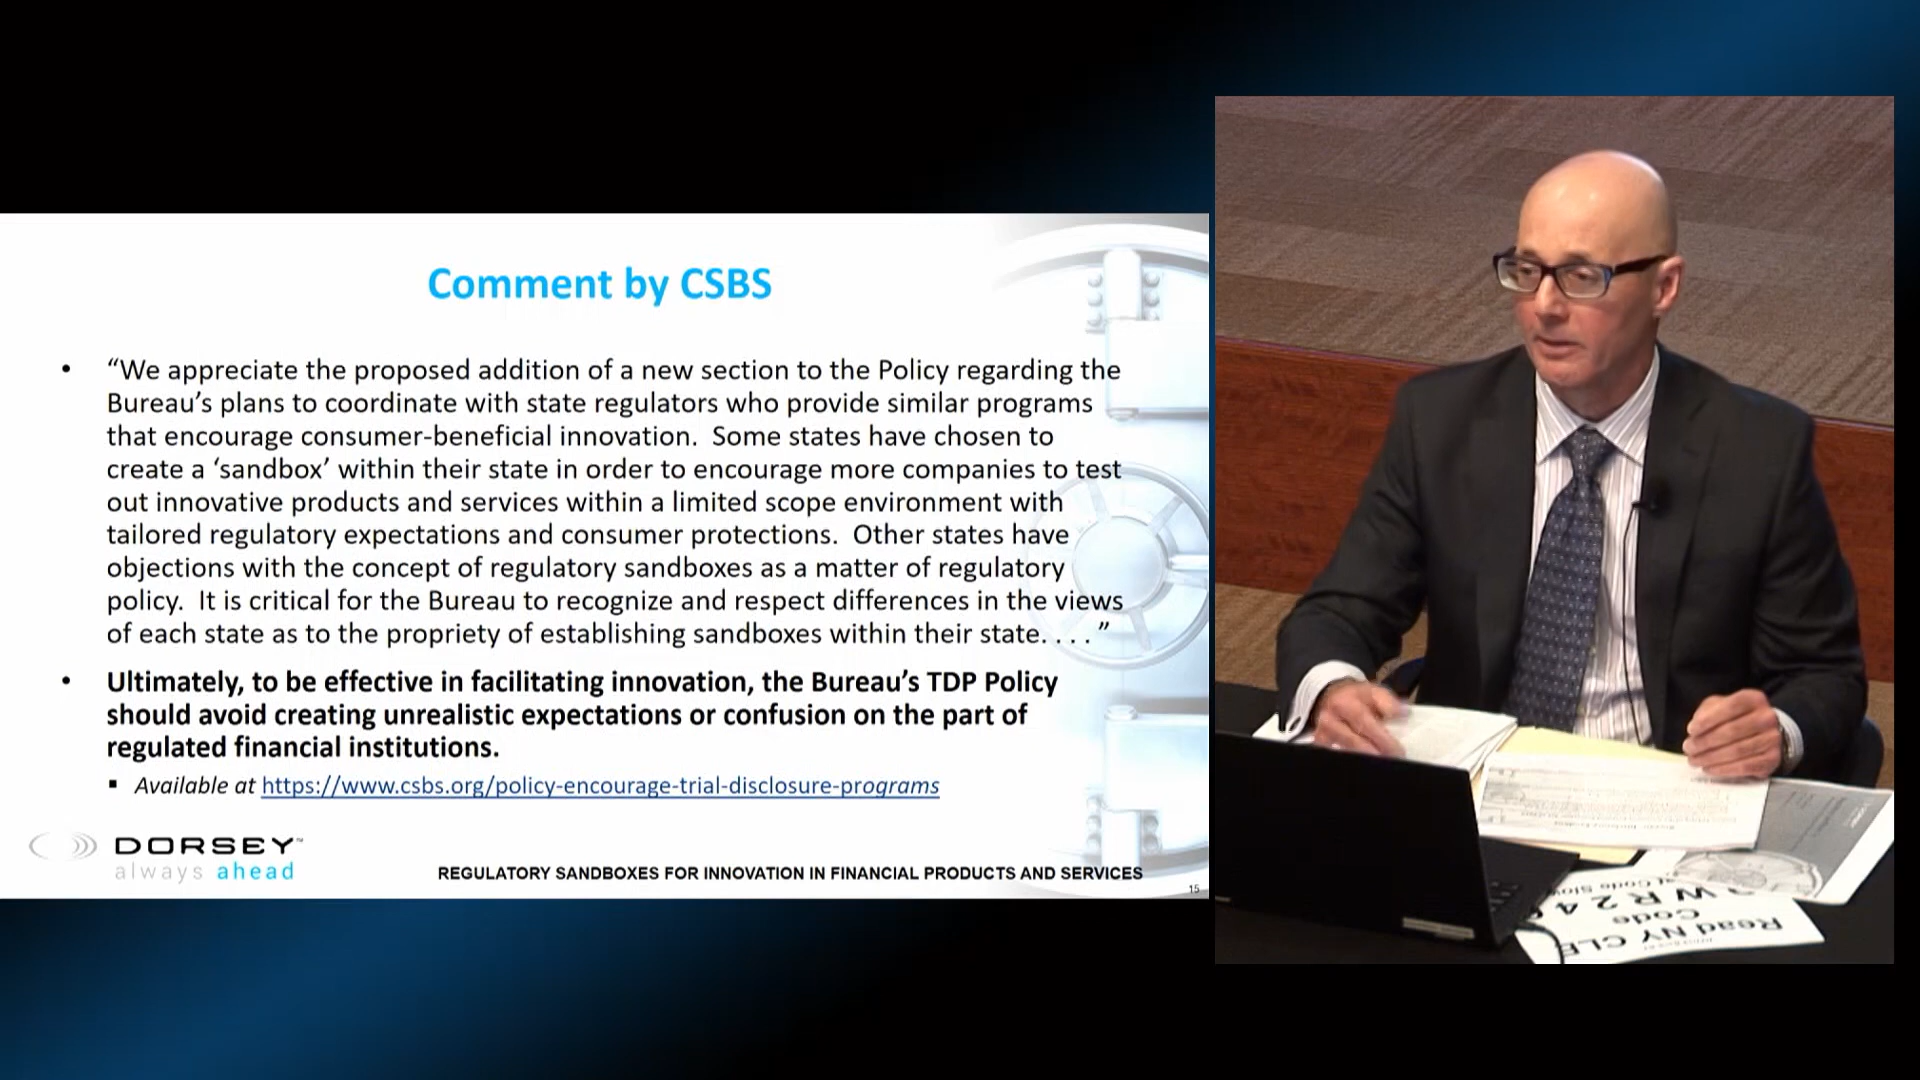 Comment by CSBS
• “We appreciate the proposed addition of a new section to the Policy regarding the
Bureau’s plans to coordinate with state regulators who provide similar programs
that encourage consumer-beneficial innovation.  Some states have chosen to
create a ‘sandbox’ within their state in order to encourage more companies to test
out innovative products and services within a limited scope environment with
tailored regulatory expectations and consumer protections.  Other states have
objections with the concept of regulatory sandboxes as a matter of regulatory
policy.  It is critical for the Bureau to recognize and respect differences in the views
of each state as to the propriety of establishing sandboxes within their state. . . . ”
• Ultimately, to be effective in facilitating innovation, the Bureau’s TDP Policy
should avoid creating unrealistic expectations or confusion on the part of
regulated financial institutions.
▪ Available at https://www.csbs.org/policy-encourage-trial-disclosure-programs
DORSEY™
always ahead
REGULATORY SANDBOXES FOR INNOVATION IN FINANCIAL PRODUCTS AND SERVICES
15
Read NY CLE
Code
WR24